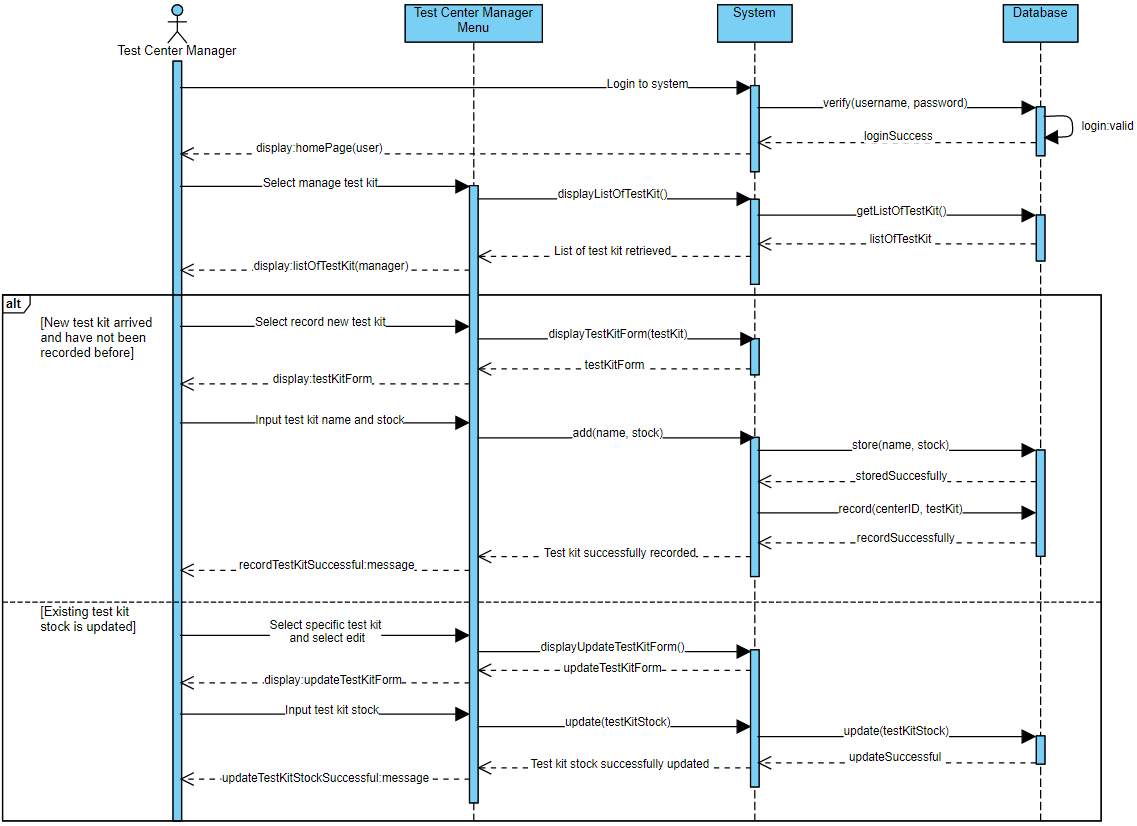 Test Center Manager
Test Center Manager
Menu
System
Database
Login to system
verify(username, password)
login:valid
loginSuccess
display:homePage(user)
Select manage test kit
displayListOfTestKit()
getListOfTestKit()
listOfTestKit
List of test kit retrieved
display:listOfTestKit(manager)
alt
[New test kit arrived
and have not been
recorded before]
Select record new test kit
displayTestKitForm(testKit)
testKitForm
display:testKitForm
Input test kit name and stock
add(name, stock)
store(name, stock)
storedSuccesfully
record(centerID, testKit)
recordSuccessfully
Test kit successfully recorded
recordTestKitSuccessful:message
[Existing test kit
stock is updated]
Select specific test kit
and select edit
displayUpdateTestKitForm()
updateTestKitForm
display:updateTestKitForm
Input test kit stock
update(testKitStock)
update(testKitStock)
updateSuccessful
Test kit stock successfully updated
updateTestKitStockSuccessful:message